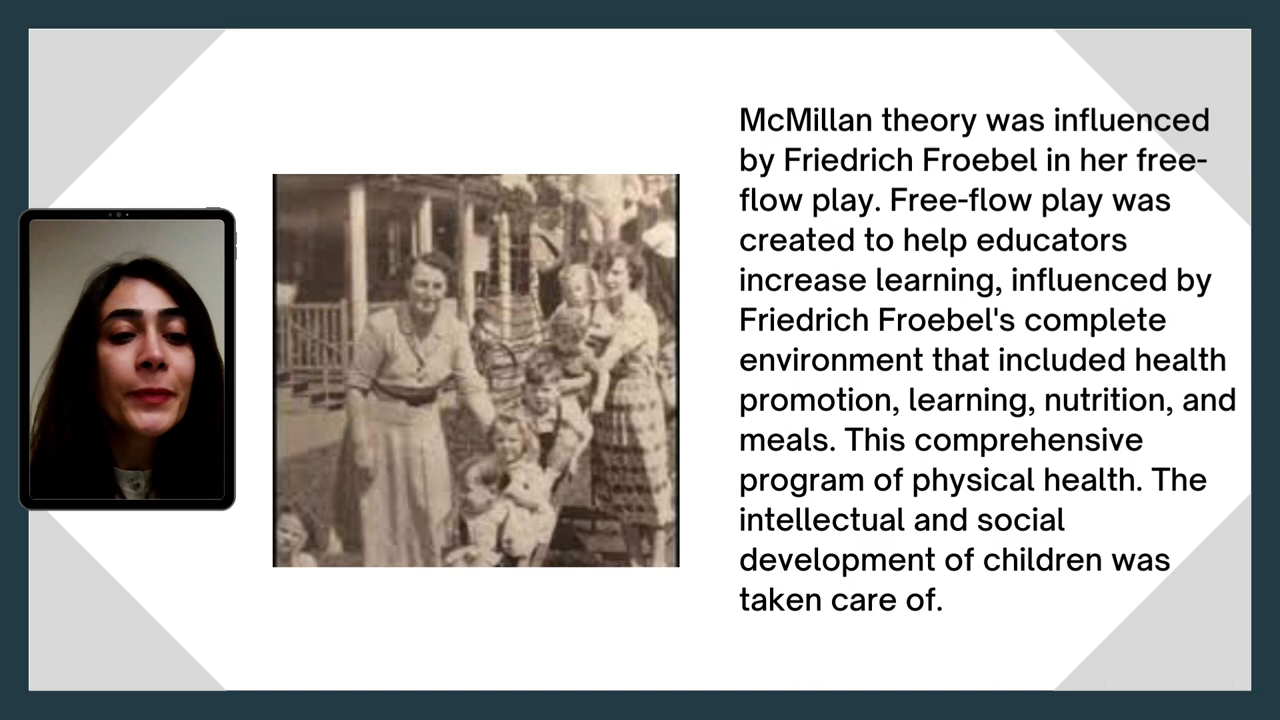 McMillan theory was influenced
by Friedrich Froebel in her free-
flow play. Free-flow play was
created to help educators
increase learning, influenced by
Friedrich Froebel's complete
environment that included health
promotion, learning, nutrition, and
meals. This comprehensive
program of physical health. The
intellectual and social
development of children was
taken care of.